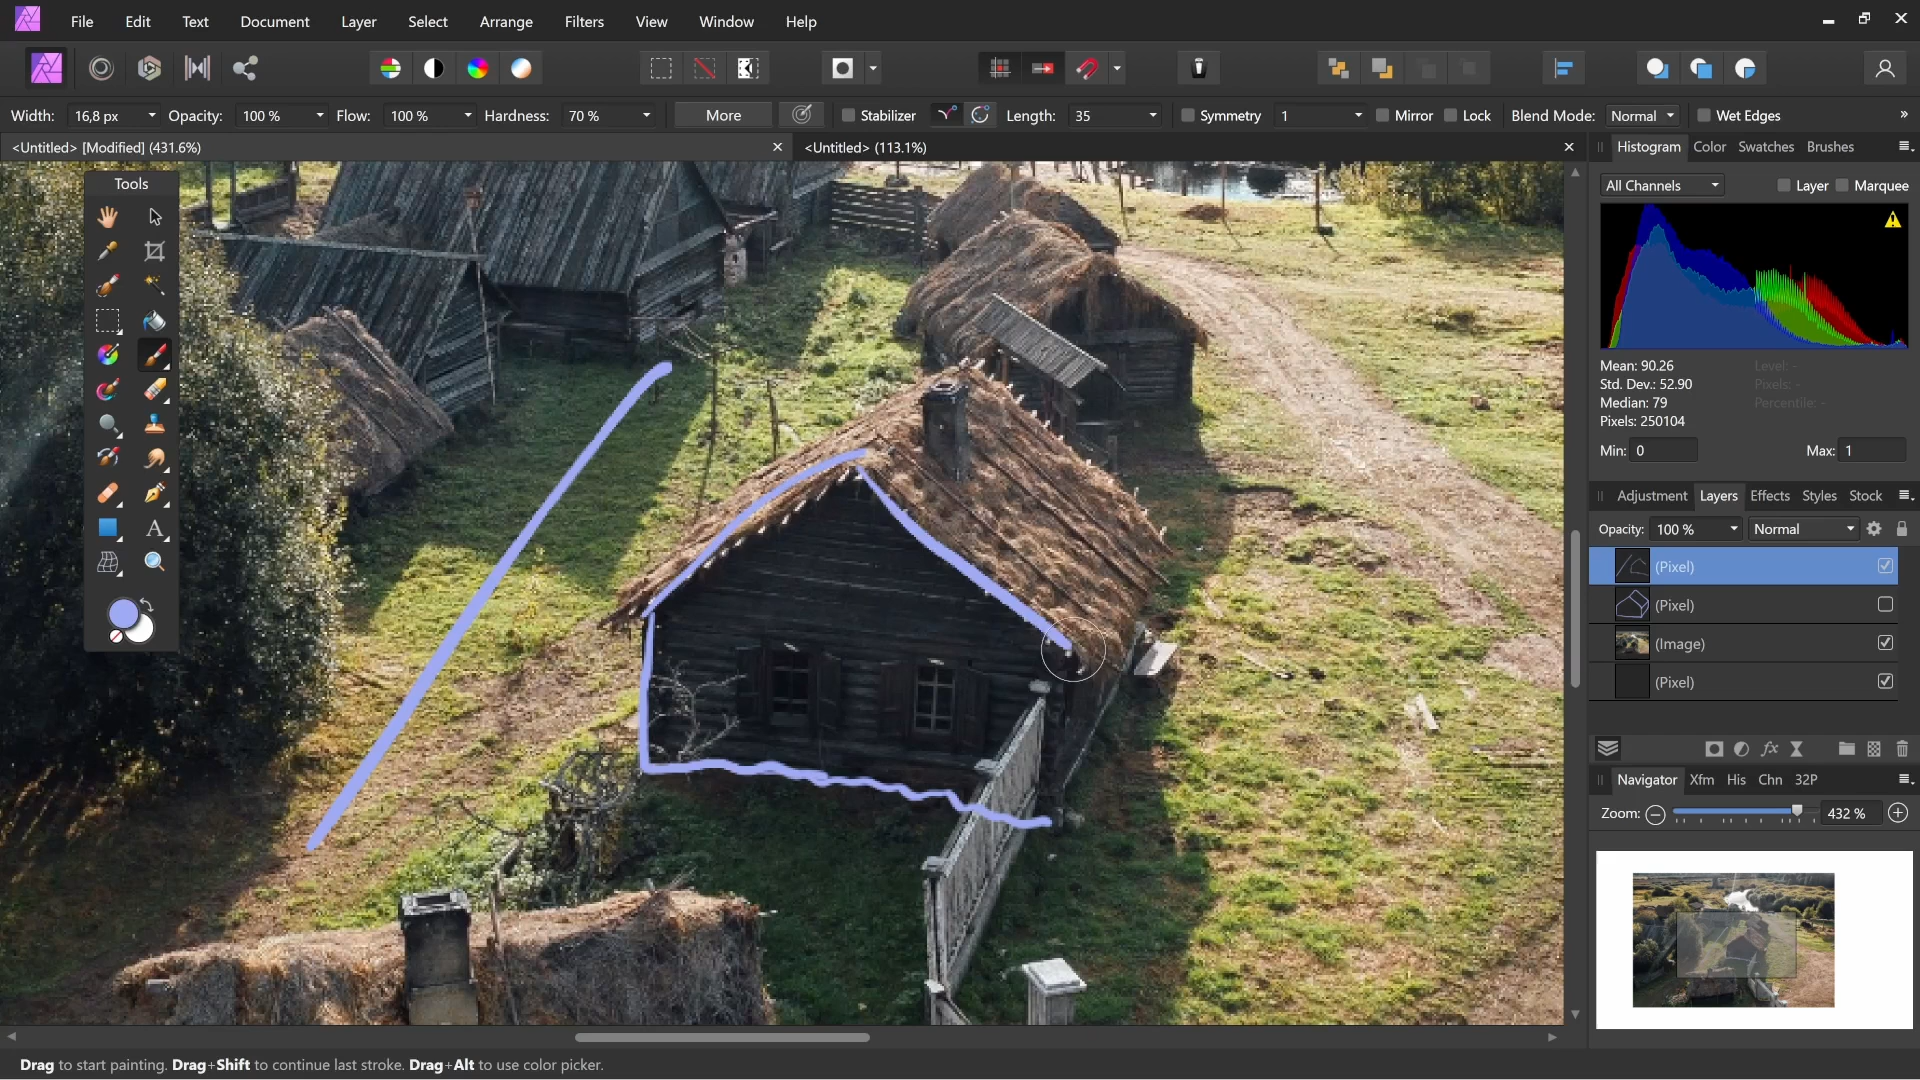 File Edit Text Document Layer Select Arrange Filters View Window Help
Width: 16,8 px Opacity: 100 % Flow: 100 % Hardness: 70 % More Stabilizer Length: 35 Symmetry 1 Mirror Lock Blend Mode: Normal Wet Edges »
<Untitled> [Modified] (431.6%) <Untitled> (113.1%)
Histogram Color Swatches Brushes
Tools
All Channels Layer Marquee
Mean: 90.26 Level: -
Std. Dev.: 52.90 Pixels: -
Median: 79 Percentile: -
Pixels: 250104
Min: 0 Max: 1
Adjustment Layers Effects Styles Stock
Opacity: 100 % Normal
(Pixel)
(Pixel)
(Image)
(Pixel)
fx
Navigator Xfm His Chn 32P
Zoom: 432 %
A
Drag to start painting. Drag+Shift to continue last stroke. Drag+Alt to use color picker.